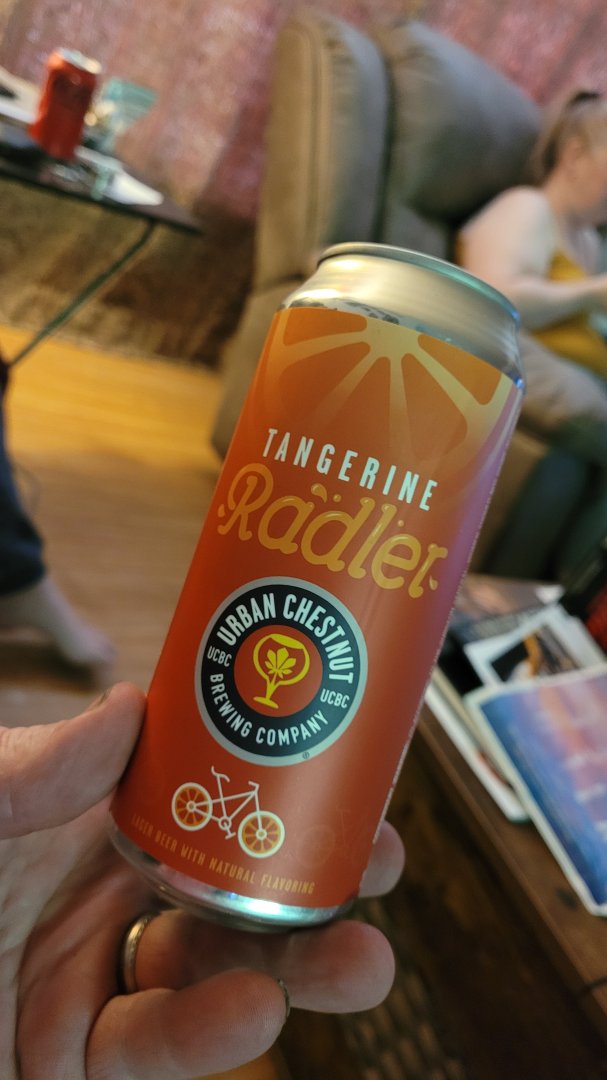 TANGERINE
Radler
URBAN CHESTNUT
UCBC
UCBC
BREWING COMPANY
LAGER BEER WITH NATURAL FLAVORING